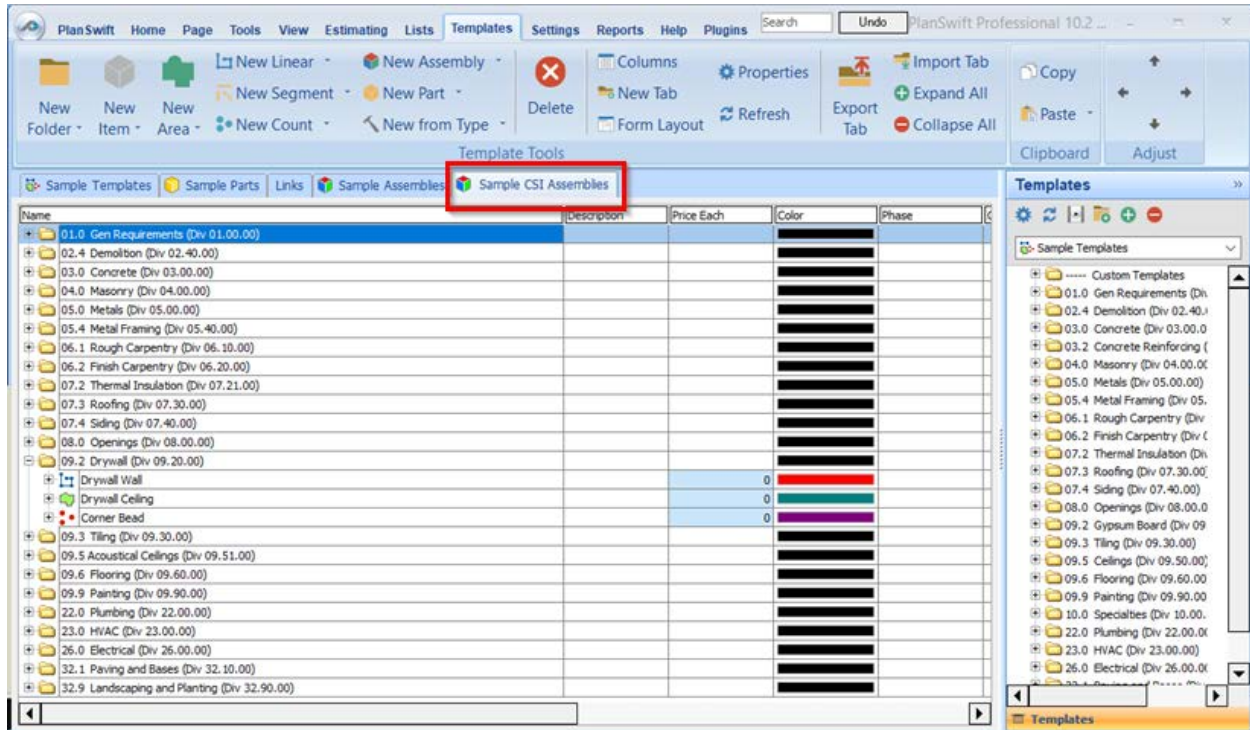 PlanSwift Home Page Tools View Estimating Lists Templates Settings Reports Help Plugins Search Undo PlanSwift Professional 10.2 ...
New Folder
New Item
New Area
New Linear
New Segment
New Count
New Assembly
New Part
New from Type
Delete
Columns
New Tab
Form Layout
Properties
Refresh
Export Tab
Import Tab
Expand All
Collapse All
Copy
Paste
Template Tools
Clipboard
Adjust
Sample Templates Sample Parts Links Sample Assemblies Sample CSI Assemblies
Name Description Price Each Color Phase
01.0 Gen Requirements (Div 01.00.00)
02.4 Demolition (Div 02.40.00)
03.0 Concrete (Div 03.00.00)
04.0 Masonry (Div 04.00.00)
05.0 Metals (Div 05.00.00)
05.4 Metal Framing (Div 05.40.00)
06.1 Rough Carpentry (Div 06.10.00)
06.2 Finish Carpentry (Div 06.20.00)
07.2 Thermal Insulation (Div 07.21.00)
07.3 Roofing (Div 07.30.00)
07.4 Siding (Div 07.40.00)
08.0 Openings (Div 08.00.00)
09.2 Drywall (Div 09.20.00)
Drywall Wall 0
Drywall Ceiling 0
Corner Bead 0
09.3 Tiling (Div 09.30.00)
09.5 Acoustical Ceilings (Div 09.51.00)
09.6 Flooring (Div 09.60.00)
09.9 Painting (Div 09.90.00)
22.0 Plumbing (Div 22.00.00)
23.0 HVAC (Div 23.00.00)
26.0 Electrical (Div 26.00.00)
32.1 Paving and Bases (Div 32.10.00)
32.9 Landscaping and Planting (Div 32.90.00)
Templates
Sample Templates
----- Custom Templates
01.0 Gen Requirements (Div
02.4 Demolition (Div 02.40.
03.0 Concrete (Div 03.00.0
03.2 Concrete Reinforcing (
04.0 Masonry (Div 04.00.00
05.0 Metals (Div 05.00.00)
05.4 Metal Framing (Div 05.
06.1 Rough Carpentry (Div
06.2 Finish Carpentry (Div
07.2 Thermal Insulation (Div
07.3 Roofing (Div 07.30.00)
07.4 Siding (Div 07.40.00)
08.0 Openings (Div 08.00.0
09.2 Gypsum Board (Div 09
09.3 Tiling (Div 09.30.00)
09.5 Ceilings (Div 09.50.00)
09.6 Flooring (Div 09.60.00
09.9 Painting (Div 09.90.00
10.0 Specialties (Div 10.00.
22.0 Plumbing (Div 22.00.00
23.0 HVAC (Div 23.00.00)
26.0 Electrical (Div 26.00.00
Templates